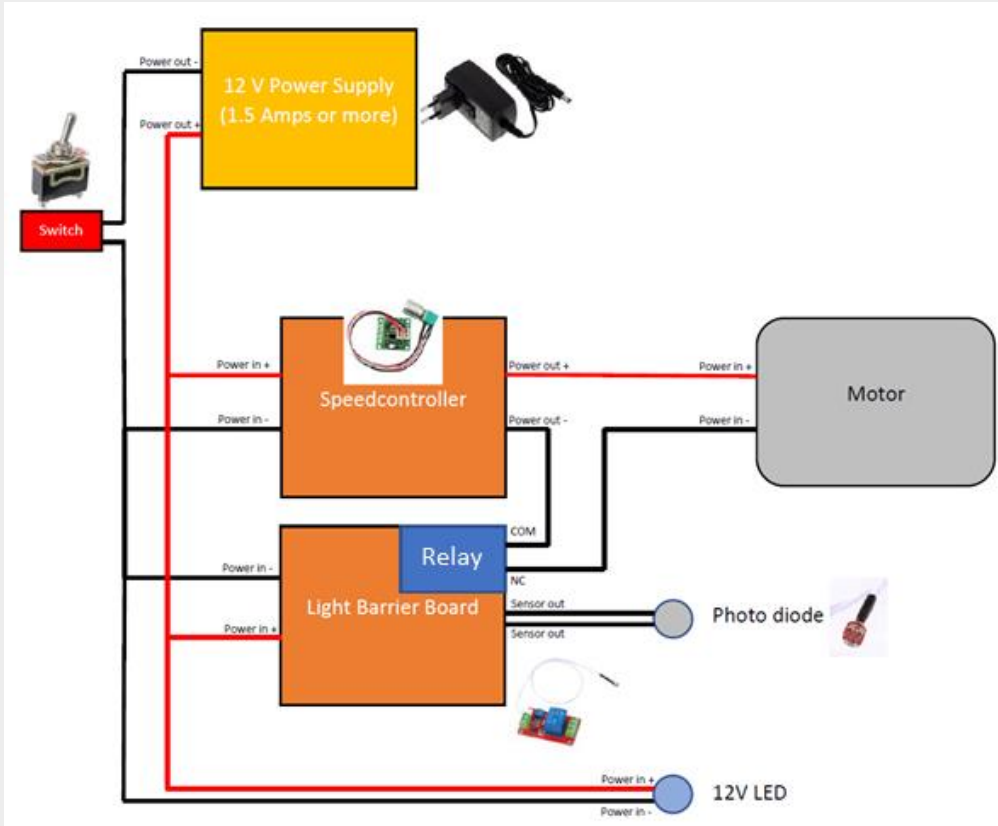 Power out -
12 V Power Supply
(1.5 Amps or more)
Power out +
Switch
Power in +
Power out +
Power in +
Speedcontroller
Motor
Power in -
Power out -
Power in -
COM
Relay
Power in -
NC
Light Barrier Board
Sensor out
Photo diode
Power in +
Sensor out
Power in +
12V LED
Power in -